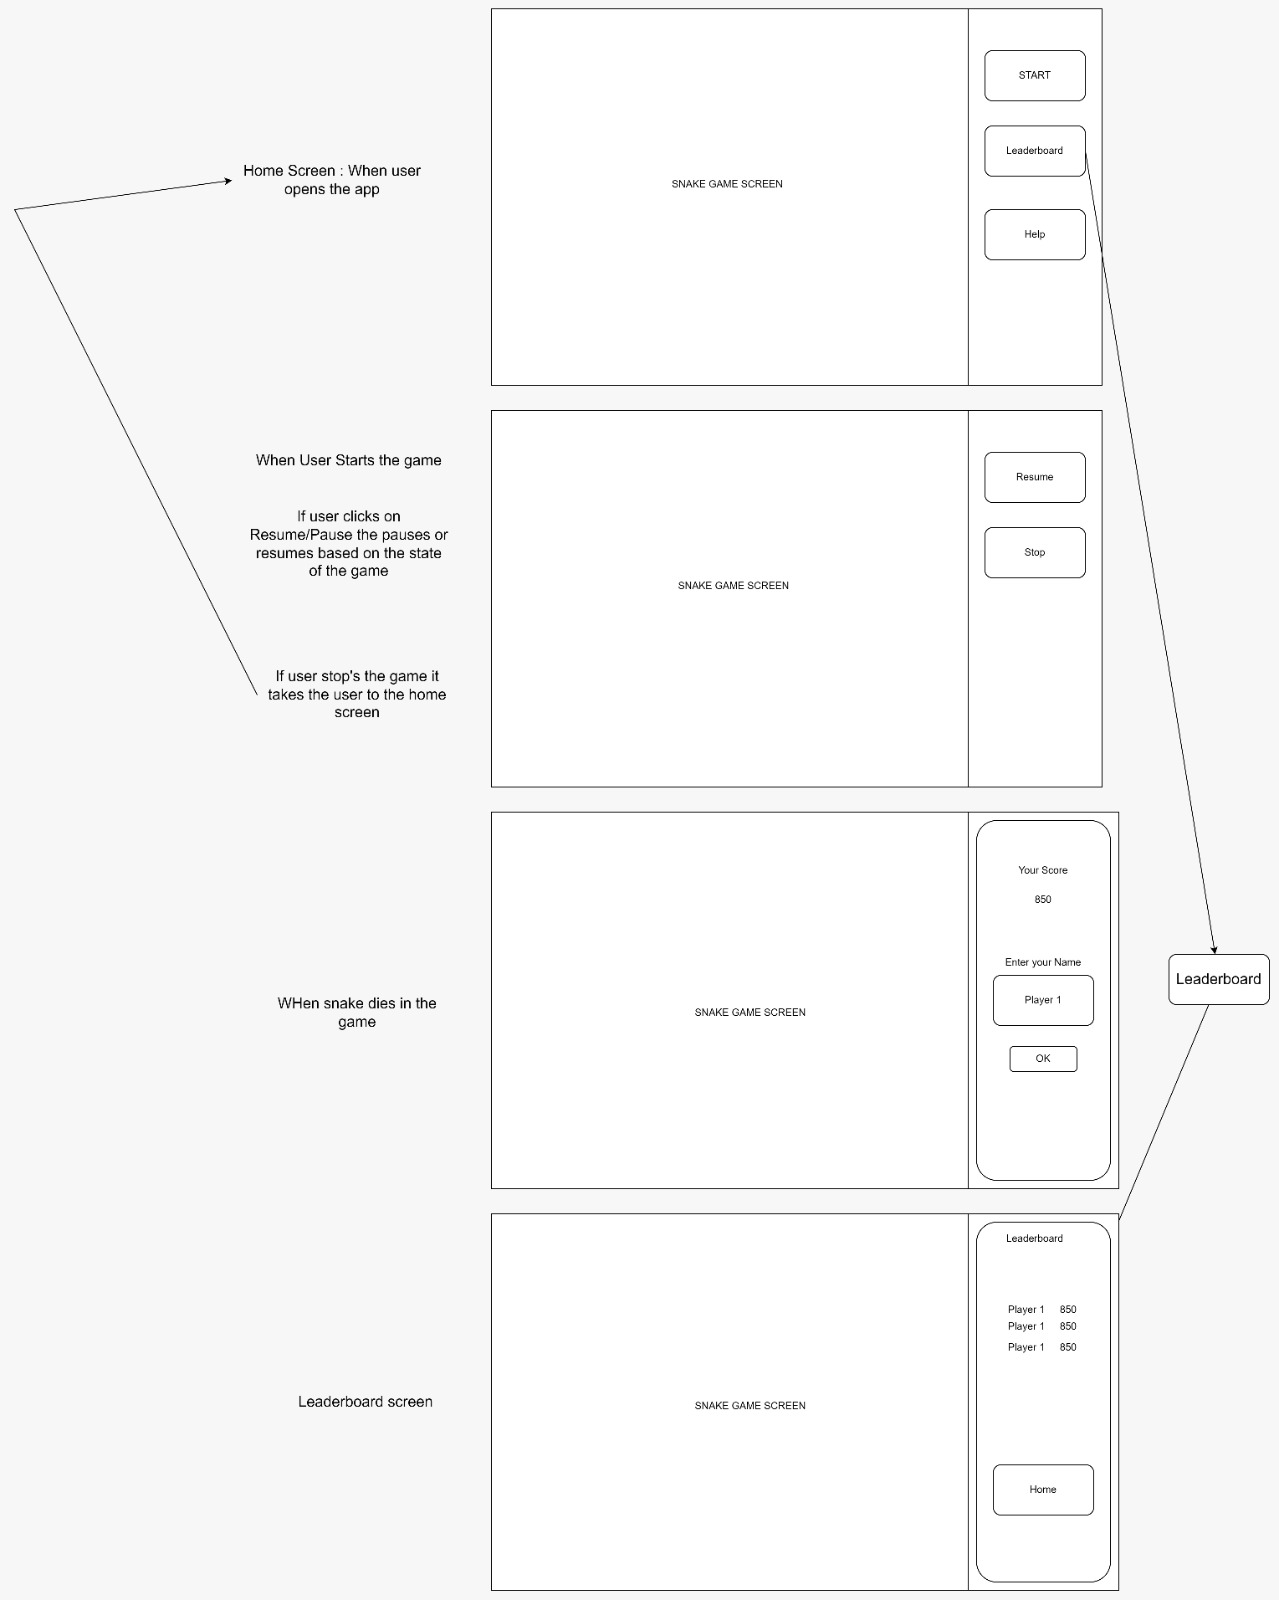 START
Leaderboard
Help
SNAKE GAME SCREEN
Home Screen : When user
opens the app
When User Starts the game
If user clicks on
Resume/Pause the pauses or
resumes based on the state
of the game
If user stop's the game it
takes the user to the home
screen
SNAKE GAME SCREEN
Resume
Stop
WHen snake dies in the
game
SNAKE GAME SCREEN
Your Score
850
Enter your Name
Player 1
OK
Leaderboard
Leaderboard screen
SNAKE GAME SCREEN
Leaderboard
Player 1 850
Player 1 850
Player 1 850
Home